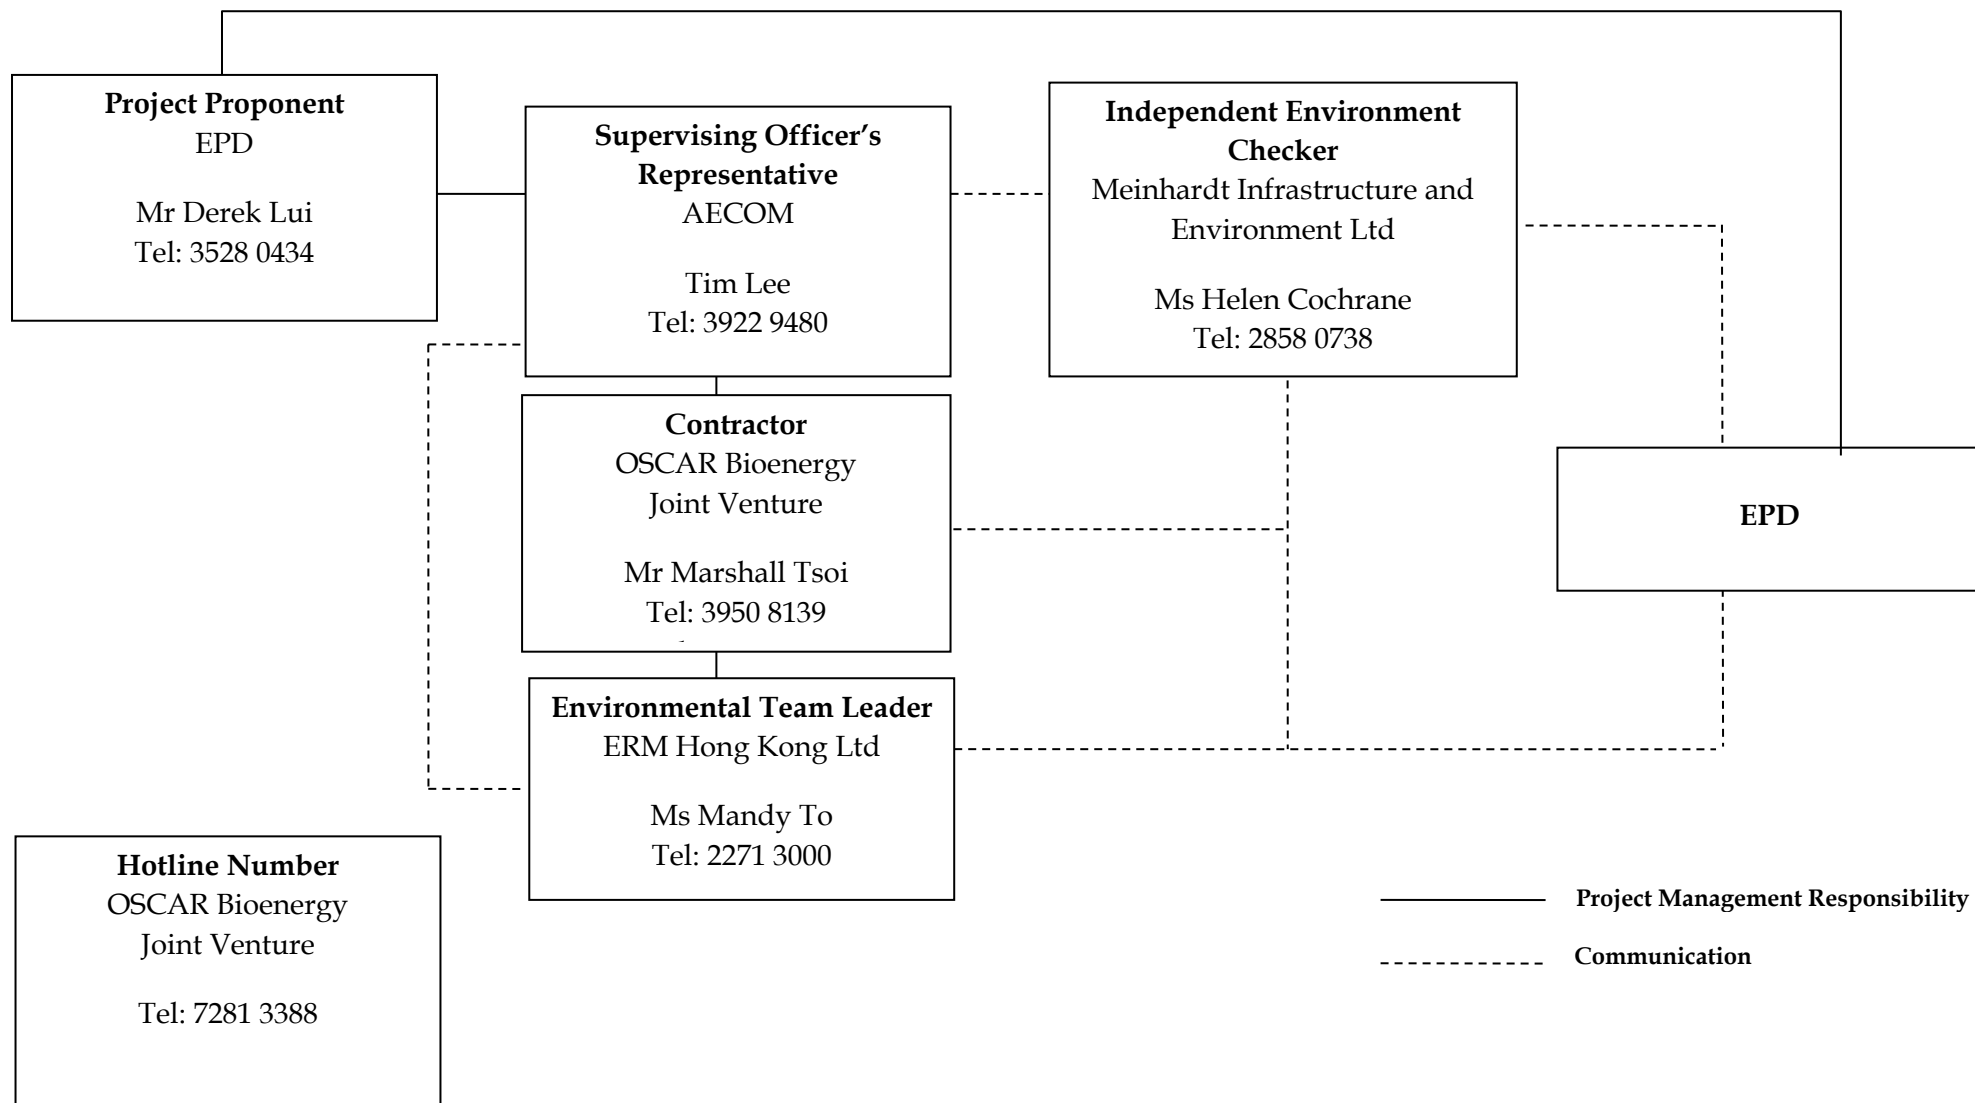 Project Proponent
EPD
Mr Derek Lui
Tel: 3528 0434
Supervising Officer’s
Representative
AECOM
Tim Lee
Tel: 3922 9480
Independent Environment
Checker
Meinhardt Infrastructure and
Environment Ltd
Ms Helen Cochrane
Tel: 2858 0738
Contractor
OSCAR Bioenergy
Joint Venture
Mr Marshall Tsoi
Tel: 3950 8139
EPD
Environmental Team Leader
ERM Hong Kong Ltd
Ms Mandy To
Tel: 2271 3000
Hotline Number
OSCAR Bioenergy
Joint Venture
Tel: 7281 3388
Project Management Responsibility
Communication